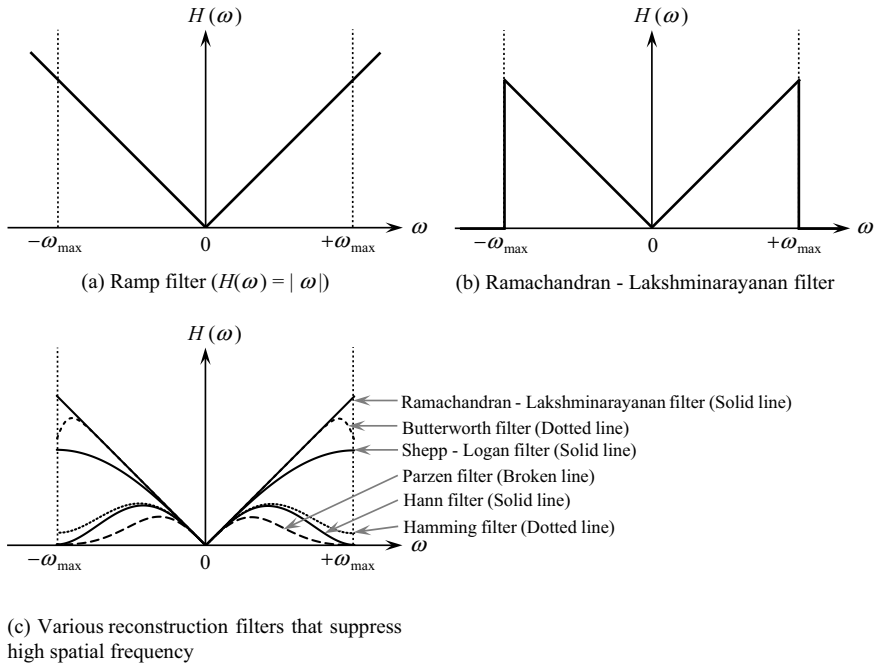 H(ω)
−ωmax
0
+ωmax
ω
(a) Ramp filter (H(ω) = | ω|)
H(ω)
−ωmax
0
+ωmax
ω
(b) Ramachandran - Lakshminarayanan filter
H(ω)
Ramachandran - Lakshminarayanan filter (Solid line)
Butterworth filter (Dotted line)
Shepp - Logan filter (Solid line)
Parzen filter (Broken line)
Hann filter (Solid line)
Hamming filter (Dotted line)
−ωmax
0
+ωmax
ω
(c) Various reconstruction filters that suppress
high spatial frequency